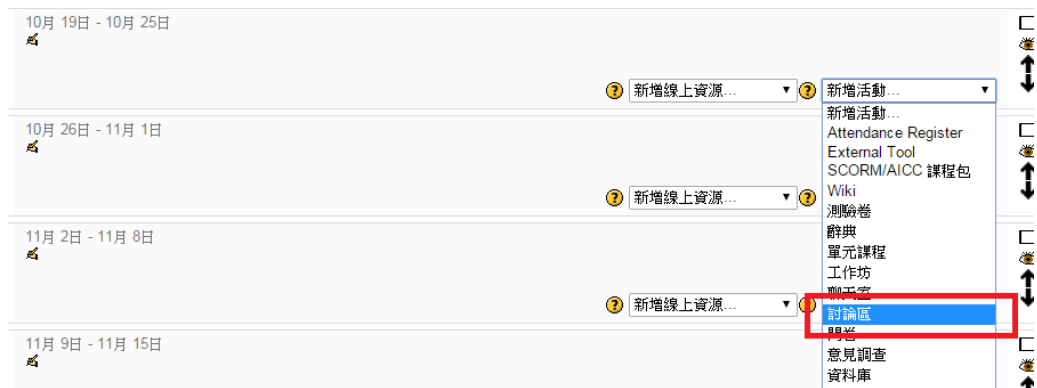 10月 19日 - 10月 25日
新增線上資源...
新增活動...
新增活動...
10月 26日 - 11月 1日
Attendance Register
External Tool
SCORM/AICC 課程包
Wiki
新增線上資源...
測驗卷
11月 2日 - 11月 8日
辭典
單元課程
工作坊
聊天室
新增線上資源...
討論區
問卷
11月 9日 - 11月 15日
意見調查
資料庫